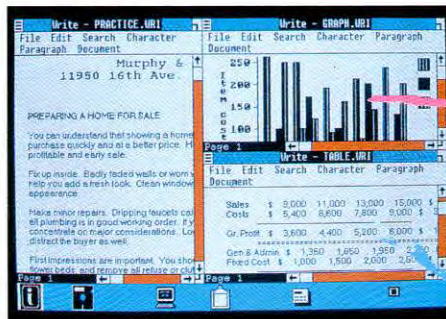 Write - PRACTICE.WRI
File Edit Search Character
Paragraph Document
Murphy &
11950 16th Ave.
PREPARING A HOME FOR SALE
You can understand that showing a home
purchase quickly and at a better price.
profitable and early sale.
Fix up inside. Badly faded walls or worn
help you add a fresh look. Clean window
appearance.
Make minor repairs. Dripping faucets
all plumbing is in good working order. If
concentrate on major considerations.
distract the buyer as well.
First impressions are important. You
flower beds, and remove all refuse or
Page 1
Write - GRAPH.WRI
File Edit Search Character Paragraph
Document
Item cost
250
200
150
100
Page 1
Write - TABLE.WRI
File Edit Search Character Paragraph
Document
Sales $ 9,000 11,000 13,000 15,000 $
Costs $ 5,400 6,600 7,800 9,000 $
Gr. Profit $ 3,600 4,400 5,200 6,000 $
Gen & Admin $ 1,350 1,650 1,950
Fixed Cost $ 1,000 1,500 2,000
Page 1